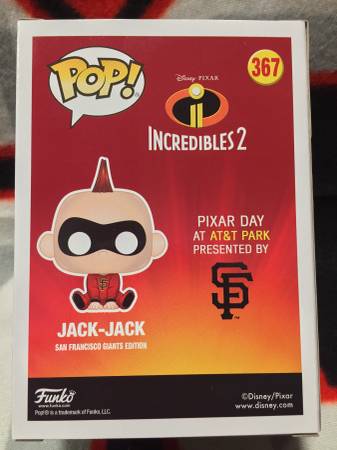 POP!
Disney PIXAR
367
INCREDIBLES 2
PIXAR DAY
AT AT&T PARK
PRESENTED BY
SF
JACK-JACK
SAN FRANCISCO GIANTS EDITION
Funko
www.funko.com
Pop!® is a trademark of Funko, LLC.
©Disney/Pixar
www.disney.com